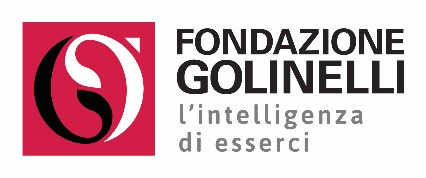 FONDAZIONE
GOLINELLI
l'intelligenza
di esserci